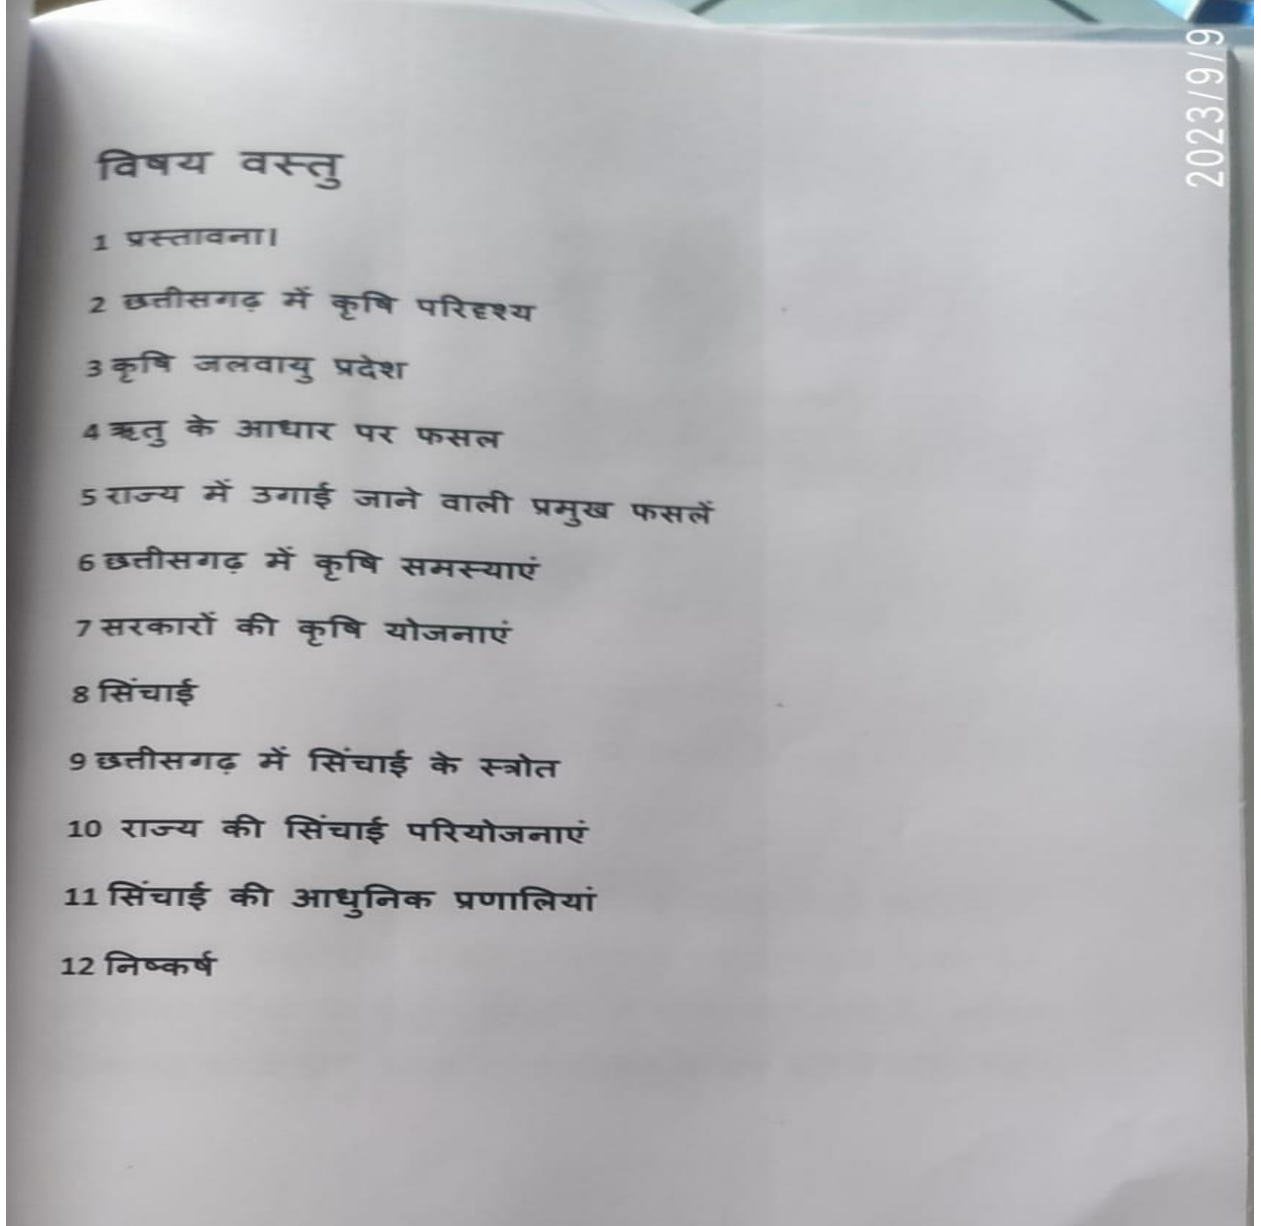 2023/9/9
विषय वस्तु
1 प्रस्तावना।
2 छत्तीसगढ़ में कृषि परिदृश्य
3 कृषि जलवायु प्रदेश
4 ऋतु के आधार पर फसल
5 राज्य में उगाई जाने वाली प्रमुख फसलें
6 छत्तीसगढ़ में कृषि समस्याएं
7 सरकारों की कृषि योजनाएं
8 सिंचाई
9 छत्तीसगढ़ में सिंचाई के स्त्रोत
10 राज्य की सिंचाई परियोजनाएं
11 सिंचाई की आधुनिक प्रणालियां
12 निष्कर्ष